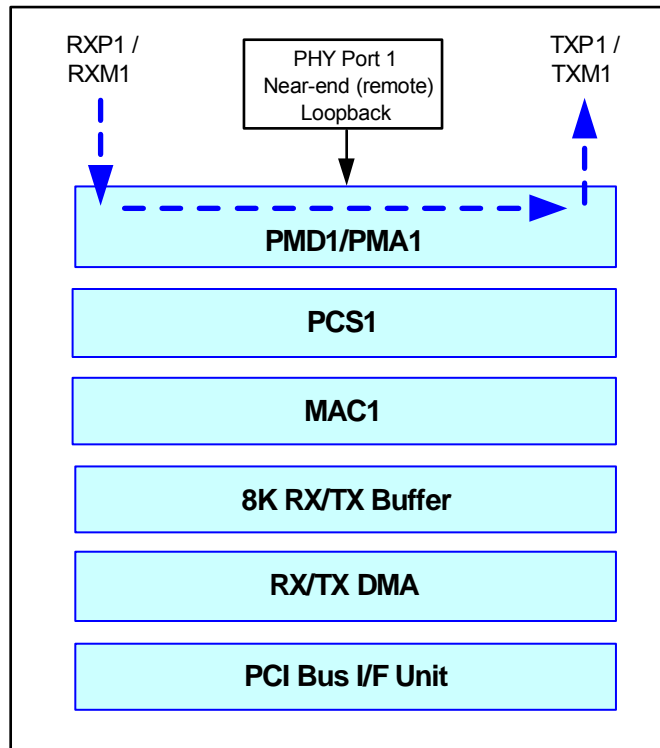 RXP1 /
RXM1
PHY Port 1
Near-end (remote)
Loopback
TXP1 /
TXM1
PMD1/PMA1
PCS1
MAC1
8K RX/TX Buffer
RX/TX DMA
PCI Bus I/F Unit